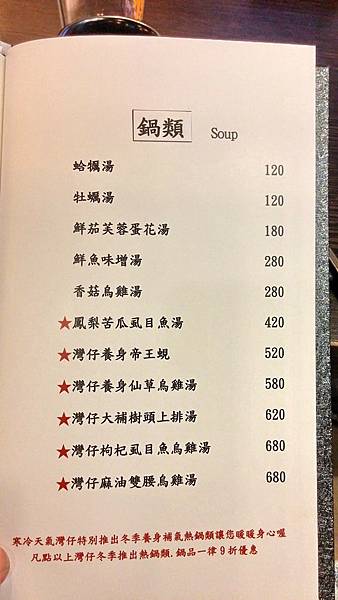 鍋類 Soup
蛤犡湯 120
牡蠣湯 120
鮮茄芙蓉蛋花湯 180
鮮魚味增湯 280
香菇烏雞湯 280
★鳳梨苦瓜虱目魚湯 420
★灣仔養身帝王蜆 520
★灣仔養身仙草烏雞湯 580
★灣仔大補樹頭上排湯 620
★灣仔枸杞虱目魚烏雞湯 680
★灣仔麻油雙腰烏雞湯 680
寒冷天氣灣仔特別推出冬季養身補氣熱鍋類讓您暖暖身心喔
凡點以上灣仔冬季推出熱鍋類.鍋品一律9折優惠